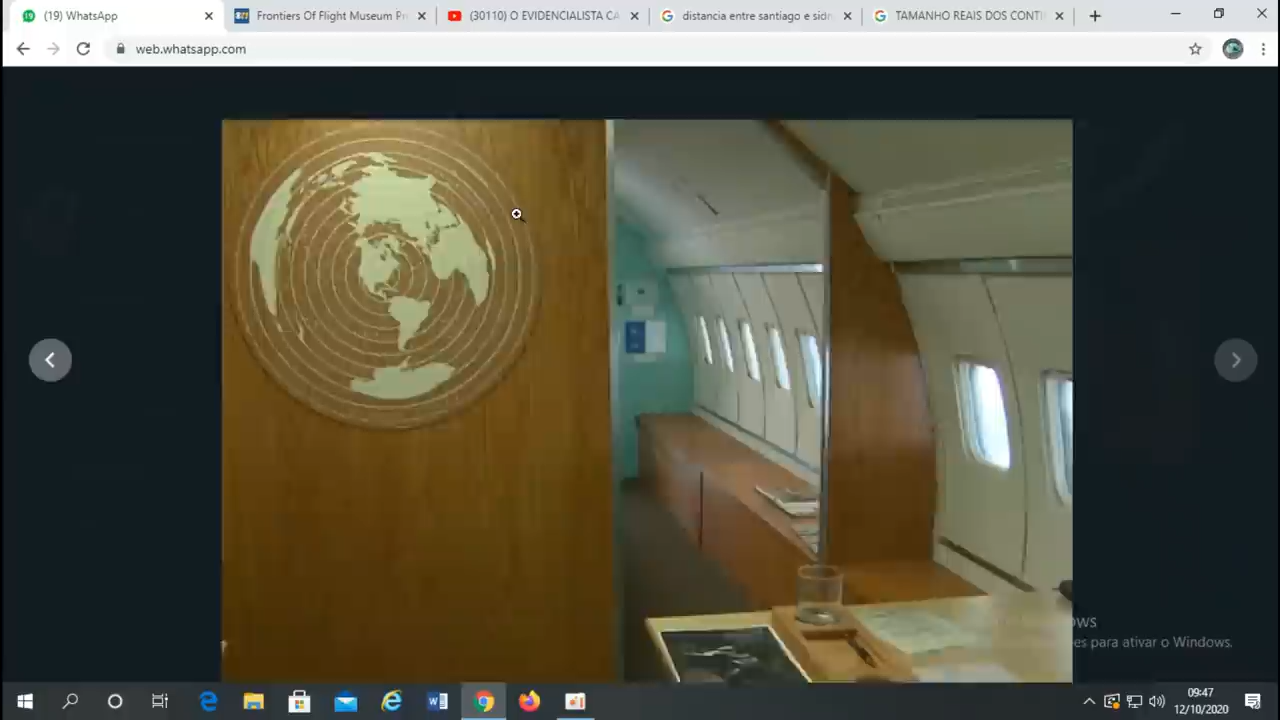 (19) WhatsApp
Frontiers Of Flight Museum Pr
(30110) O EVIDENCIALISTA CA
distancia entre santiago e sidn
TAMANHO REAIS DOS CONTI
web.whatsapp.com
ows
es para ativar o Windows.
09:47
12/10/2020